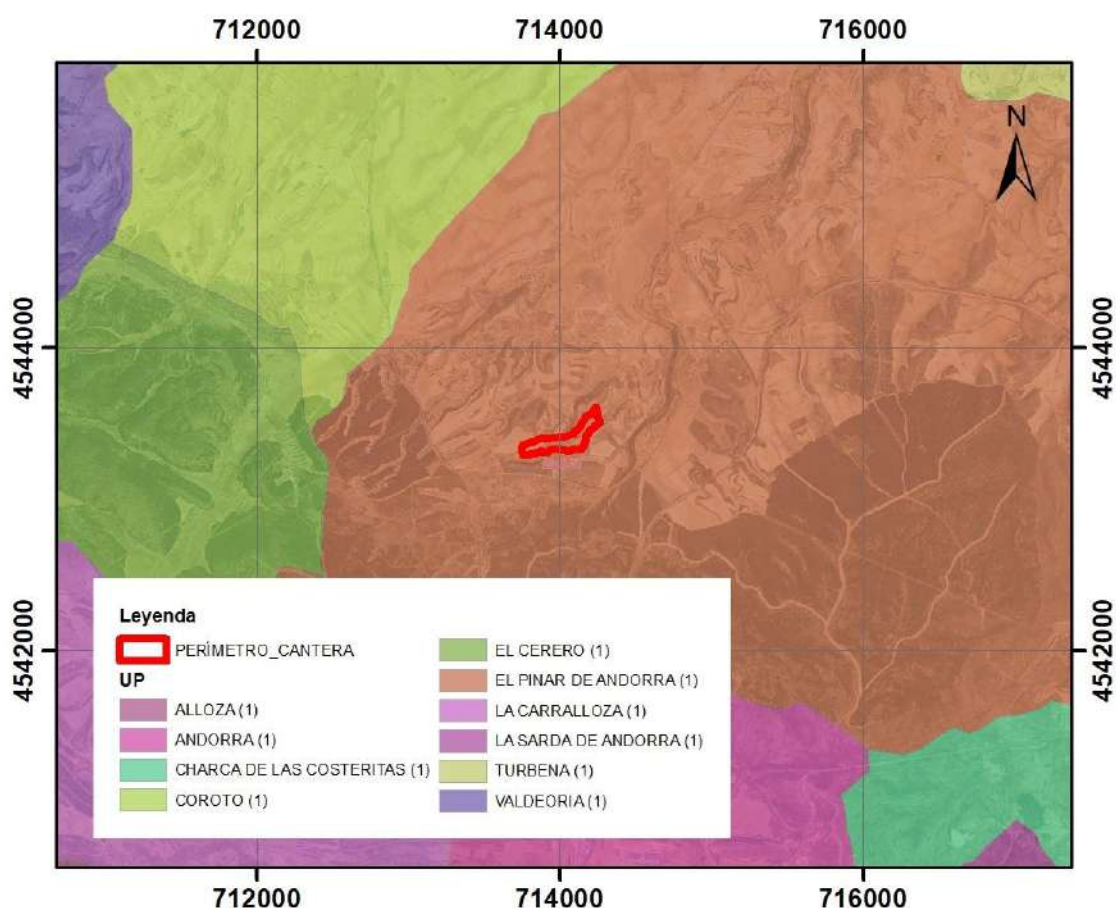 712000 714000 716000
N
4544000 4544000
4542000 4542000
Leyenda
PERÍMETRO_CANTERA
UP
ALLOZA (1)
ANDORRA (1)
CHARCA DE LAS COSTERITAS (1)
COROTO (1)
EL CERERO (1)
EL PINAR DE ANDORRA (1)
LA CARRALLOZA (1)
LA SARDA DE ANDORRA (1)
TURBENA (1)
VALDEORIA (1)
712000 714000 716000